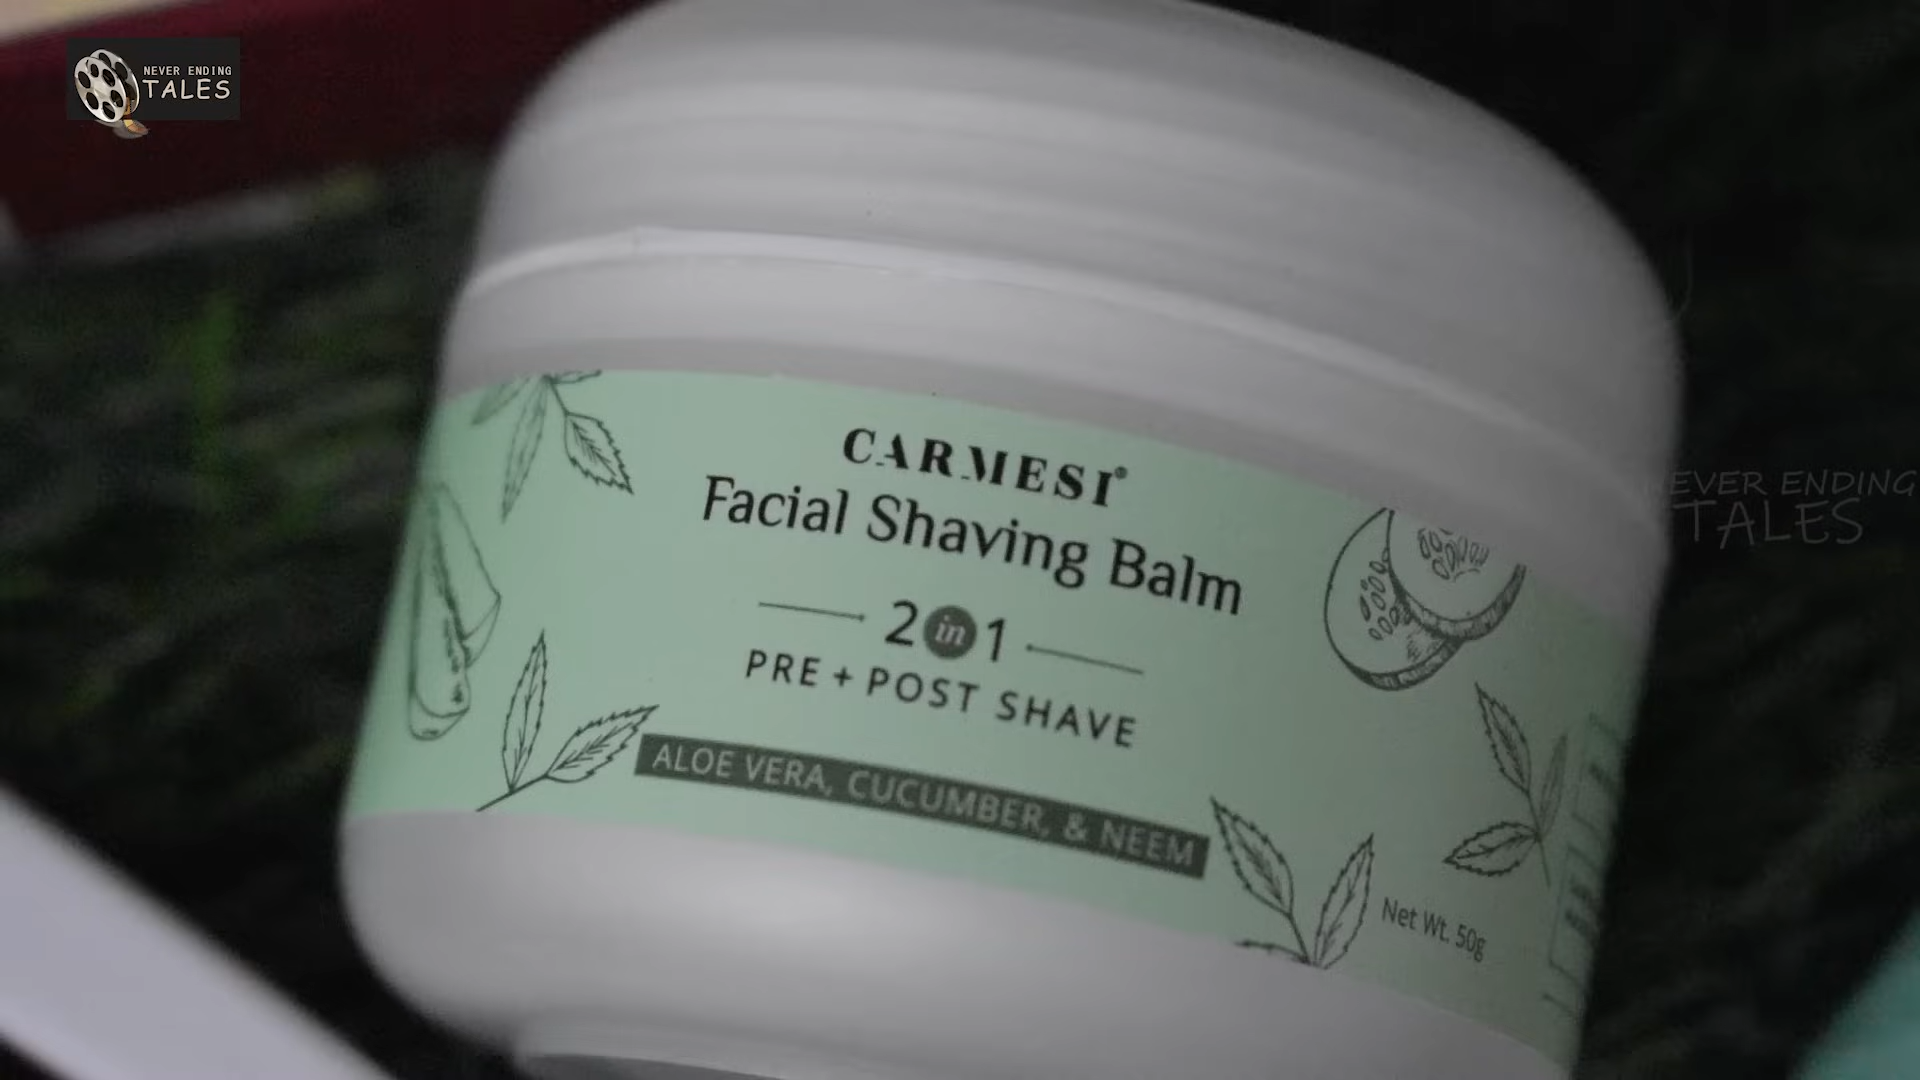 NEVER ENDING
TALES
CARMESI®
Facial Shaving Balm
2 in 1
PRE + POST SHAVE
ALOE VERA, CUCUMBER, & NEEM
Net Wt. 50g
EVER ENDING
TALES